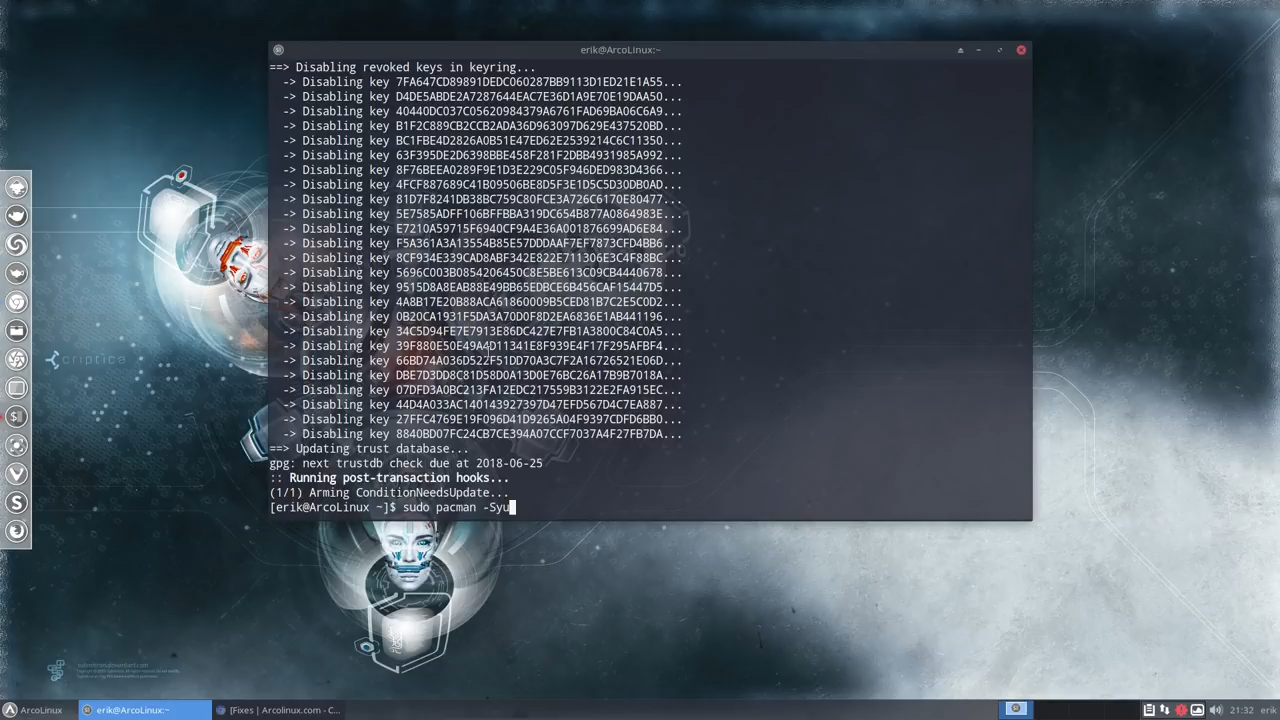 erik@ArcoLinux:~
==> Disabling revoked keys in keyring...
-> Disabling key 7FA647CD89891DEDC060287BB9113D1ED21E1A55...
-> Disabling key D4DE5ABDE2A7287644EAC7E36D1A9E70E19DAA50...
-> Disabling key 40440DC037C05620984379A6761FAD69BA06C6A9...
-> Disabling key B1F2C889CB2CCB2ADA36D963097D629E437520BD...
-> Disabling key BC1FBE4D2826A0B51E47ED62E2539214C6C11350...
-> Disabling key 63F395DE2D6398BBE458F281F2DBB4931985A992...
-> Disabling key 8F76BEEA0289F9E1D3E229C05F946DED983D4366...
-> Disabling key 4FCF887689C41B09506BE8D5F3E1D5C5D30DB0AD...
-> Disabling key 81D7F8241DB38BC759C80FCE3A726C6170E80477...
-> Disabling key 5E7585ADFF106BFFBBA319DC654B877A0864983E...
-> Disabling key E7210A59715F6940CF9A4E36A001876699AD6E84...
-> Disabling key F5A361A3A13554B85E57DDDAAF7EF7873CFD4BB6...
-> Disabling key 8CF934E339CAD8ABF342E822E711306E3C4F88BC...
-> Disabling key 5696C003B0854206450C8E5BE613C09CB4440678...
-> Disabling key 9515D8A8EAB88E49BB65EDBCE6B456CAF15447D5...
-> Disabling key 4A8B17E20B88ACA61860009B5CED81B7C2E5C0D2...
-> Disabling key 0B20CA1931F5DA3A70D0F8D2EA6836E1AB441196...
-> Disabling key 34C5D94FE7E7913E86DC427E7FB1A3800C84C0A5...
-> Disabling key 39F880E50E49A4D11341E8F939E4F17F295AFBF4...
-> Disabling key 66BD74A036D522F51DD70A3C7F2A16726521E06D...
-> Disabling key DBE7D3DD8C81D58D0A13D0E76BC26A17B9B7018A...
-> Disabling key 07DFD3A0BC213FA12EDC217559B3122E2FA915EC...
-> Disabling key 44D4A033AC140143927397D47EFD567D4C7EA887...
-> Disabling key 27FFC4769E19F096D41D9265A04F9397CDFD6BB0...
-> Disabling key 8840BD07FC24CB7CE394A07CCF7037A4F27FB7DA...
==> Updating trust database...
gpg: next trustdb check due at 2018-06-25
:: Running post-transaction hooks...
(1/1) Arming ConditionNeedsUpdate...
[erik@ArcoLinux ~]$ sudo pacman -Syu
criptica
ArcoLinux
erik@ArcoLinux:~
[Fixes | Arcolinux.com - C...
21:32
erik